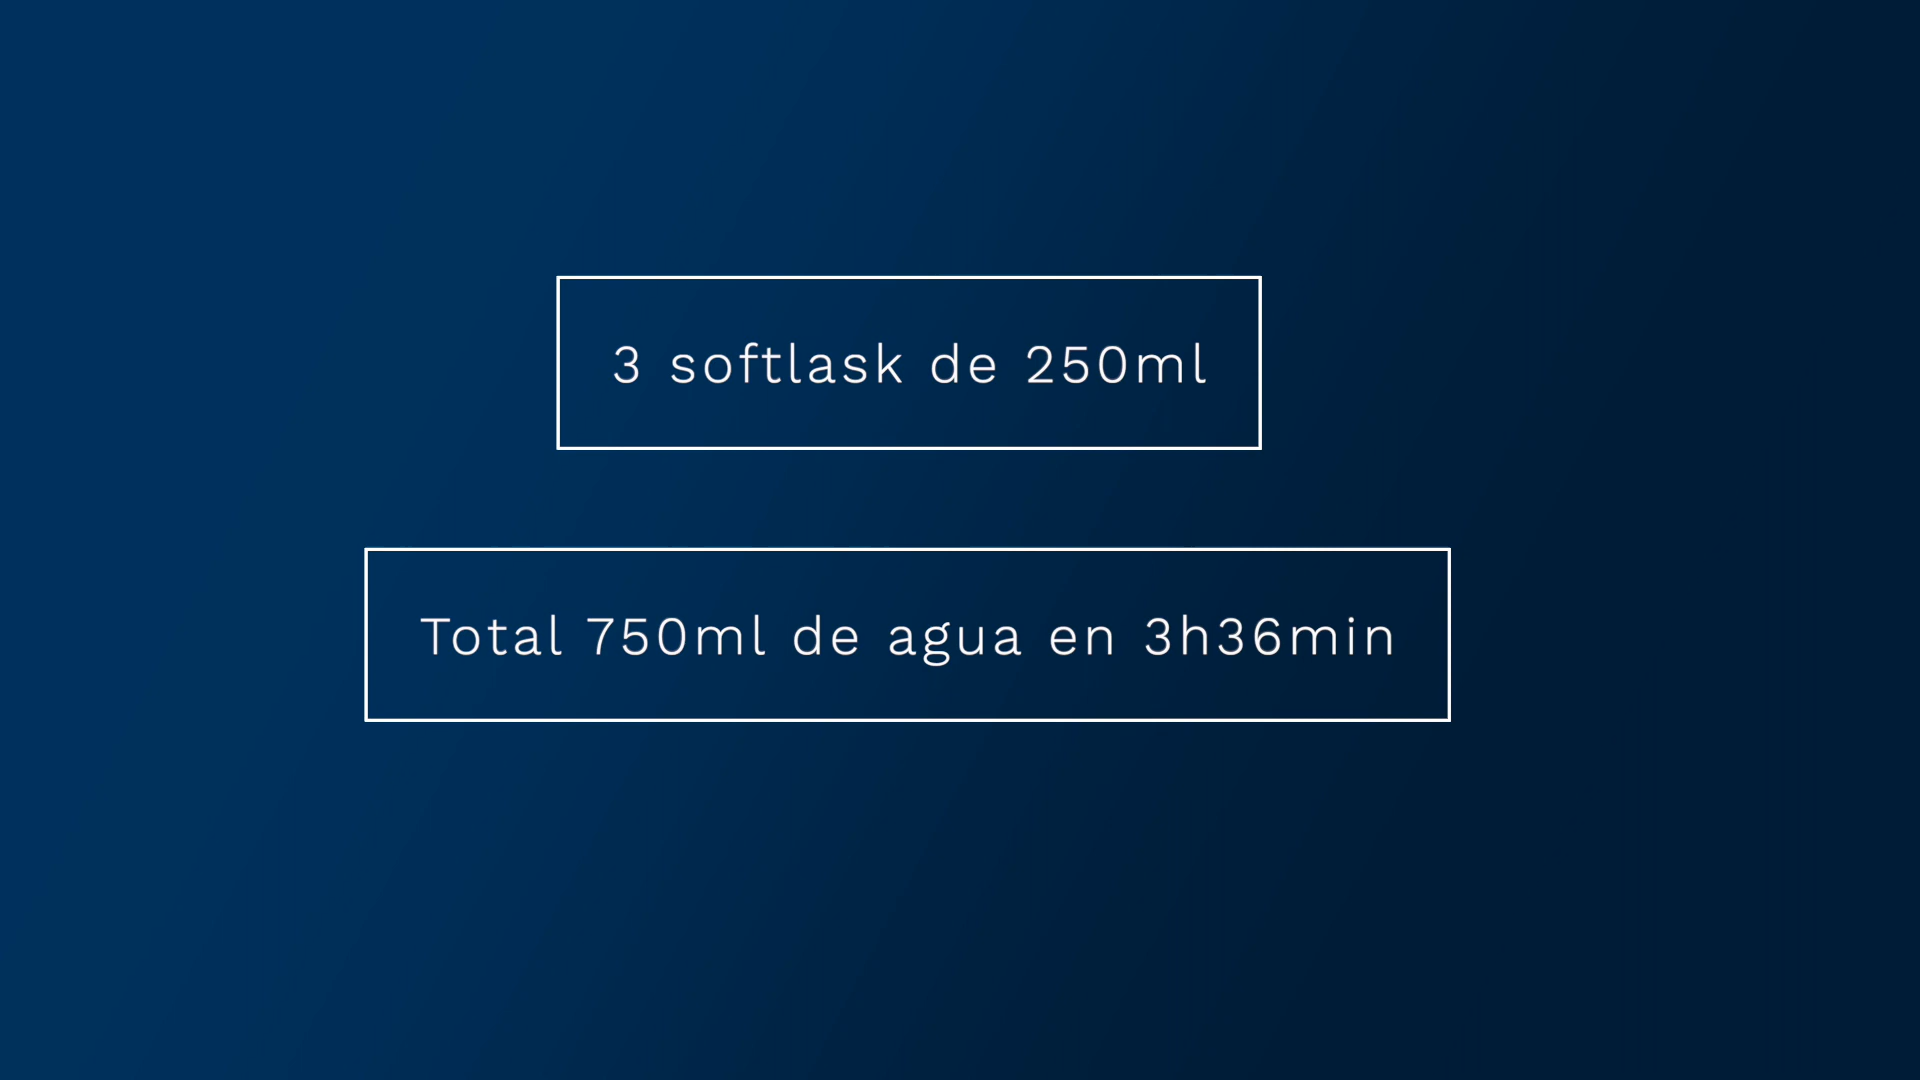 3 softlask de 250ml
Total 750ml de agua en 3h36min